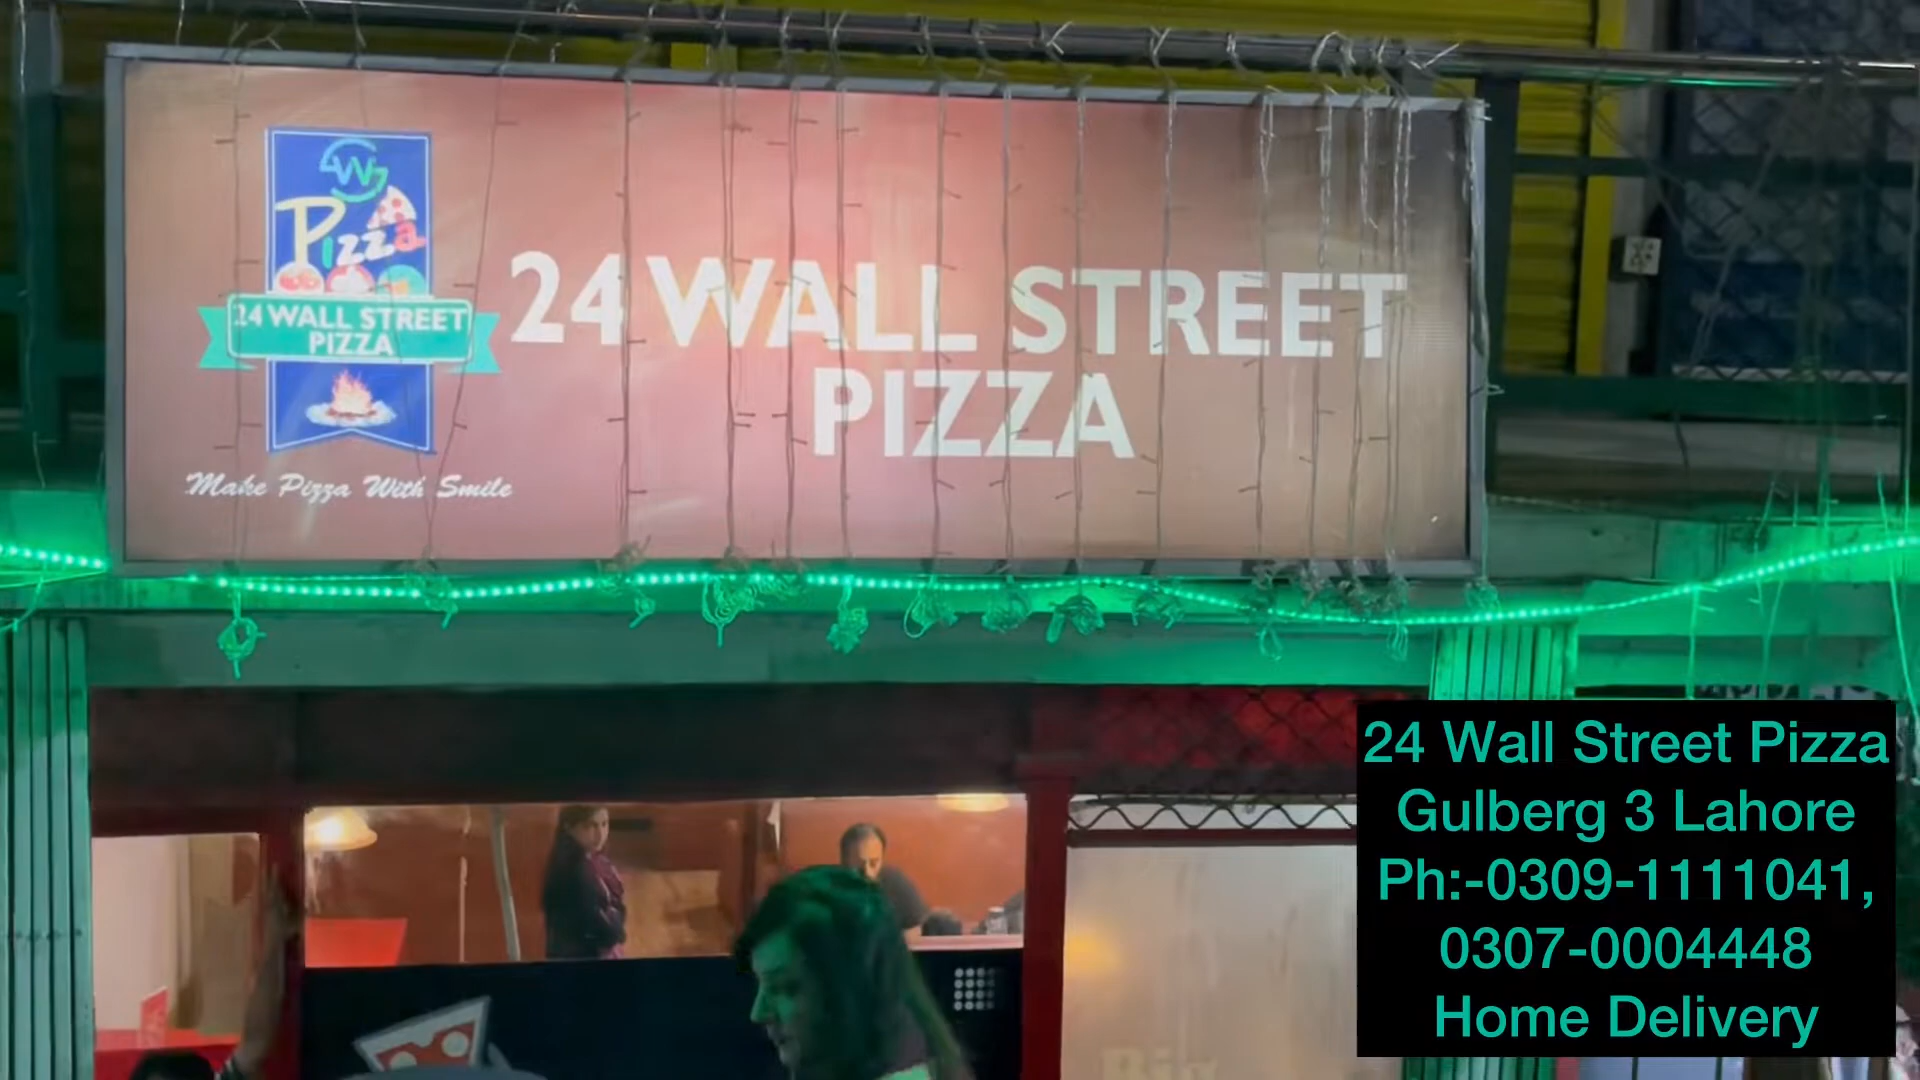 W
Pizza
24 WALL STREET
PIZZA
Make Pizza With Smile
24 WALL STREET
PIZZA
24 Wall Street Pizza
Gulberg 3 Lahore
Ph:-0309-1111041,
0307-0004448
Home Delivery